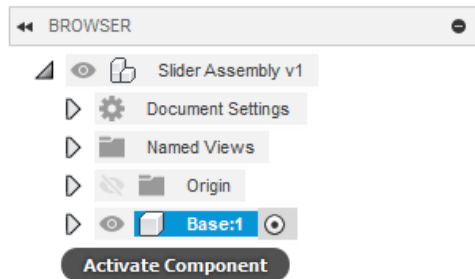 BROWSER
Slider Assembly v1
Document Settings
Named Views
Origin
Base:1
Activate Component